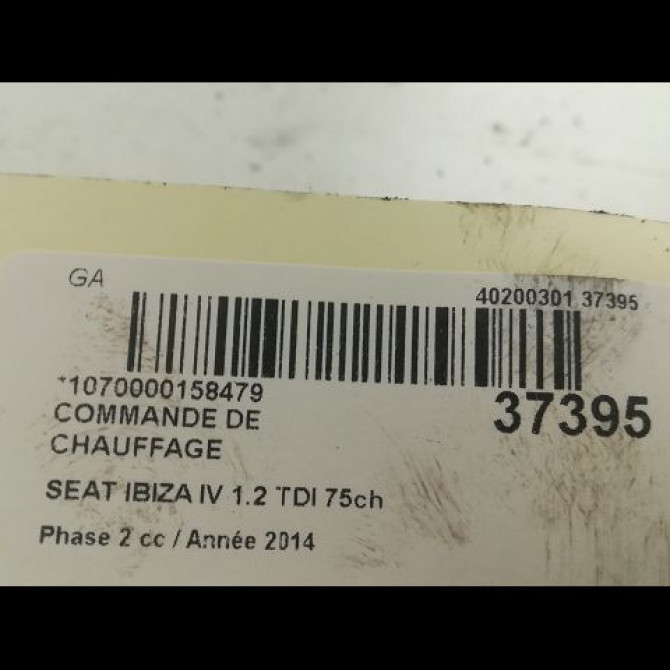 GA
40200301 37395
*1070000158479
37395
COMMANDE DE
CHAUFFAGE
SEAT IBIZA IV 1.2 TDI 75ch
Phase 2 cc / Année 2014